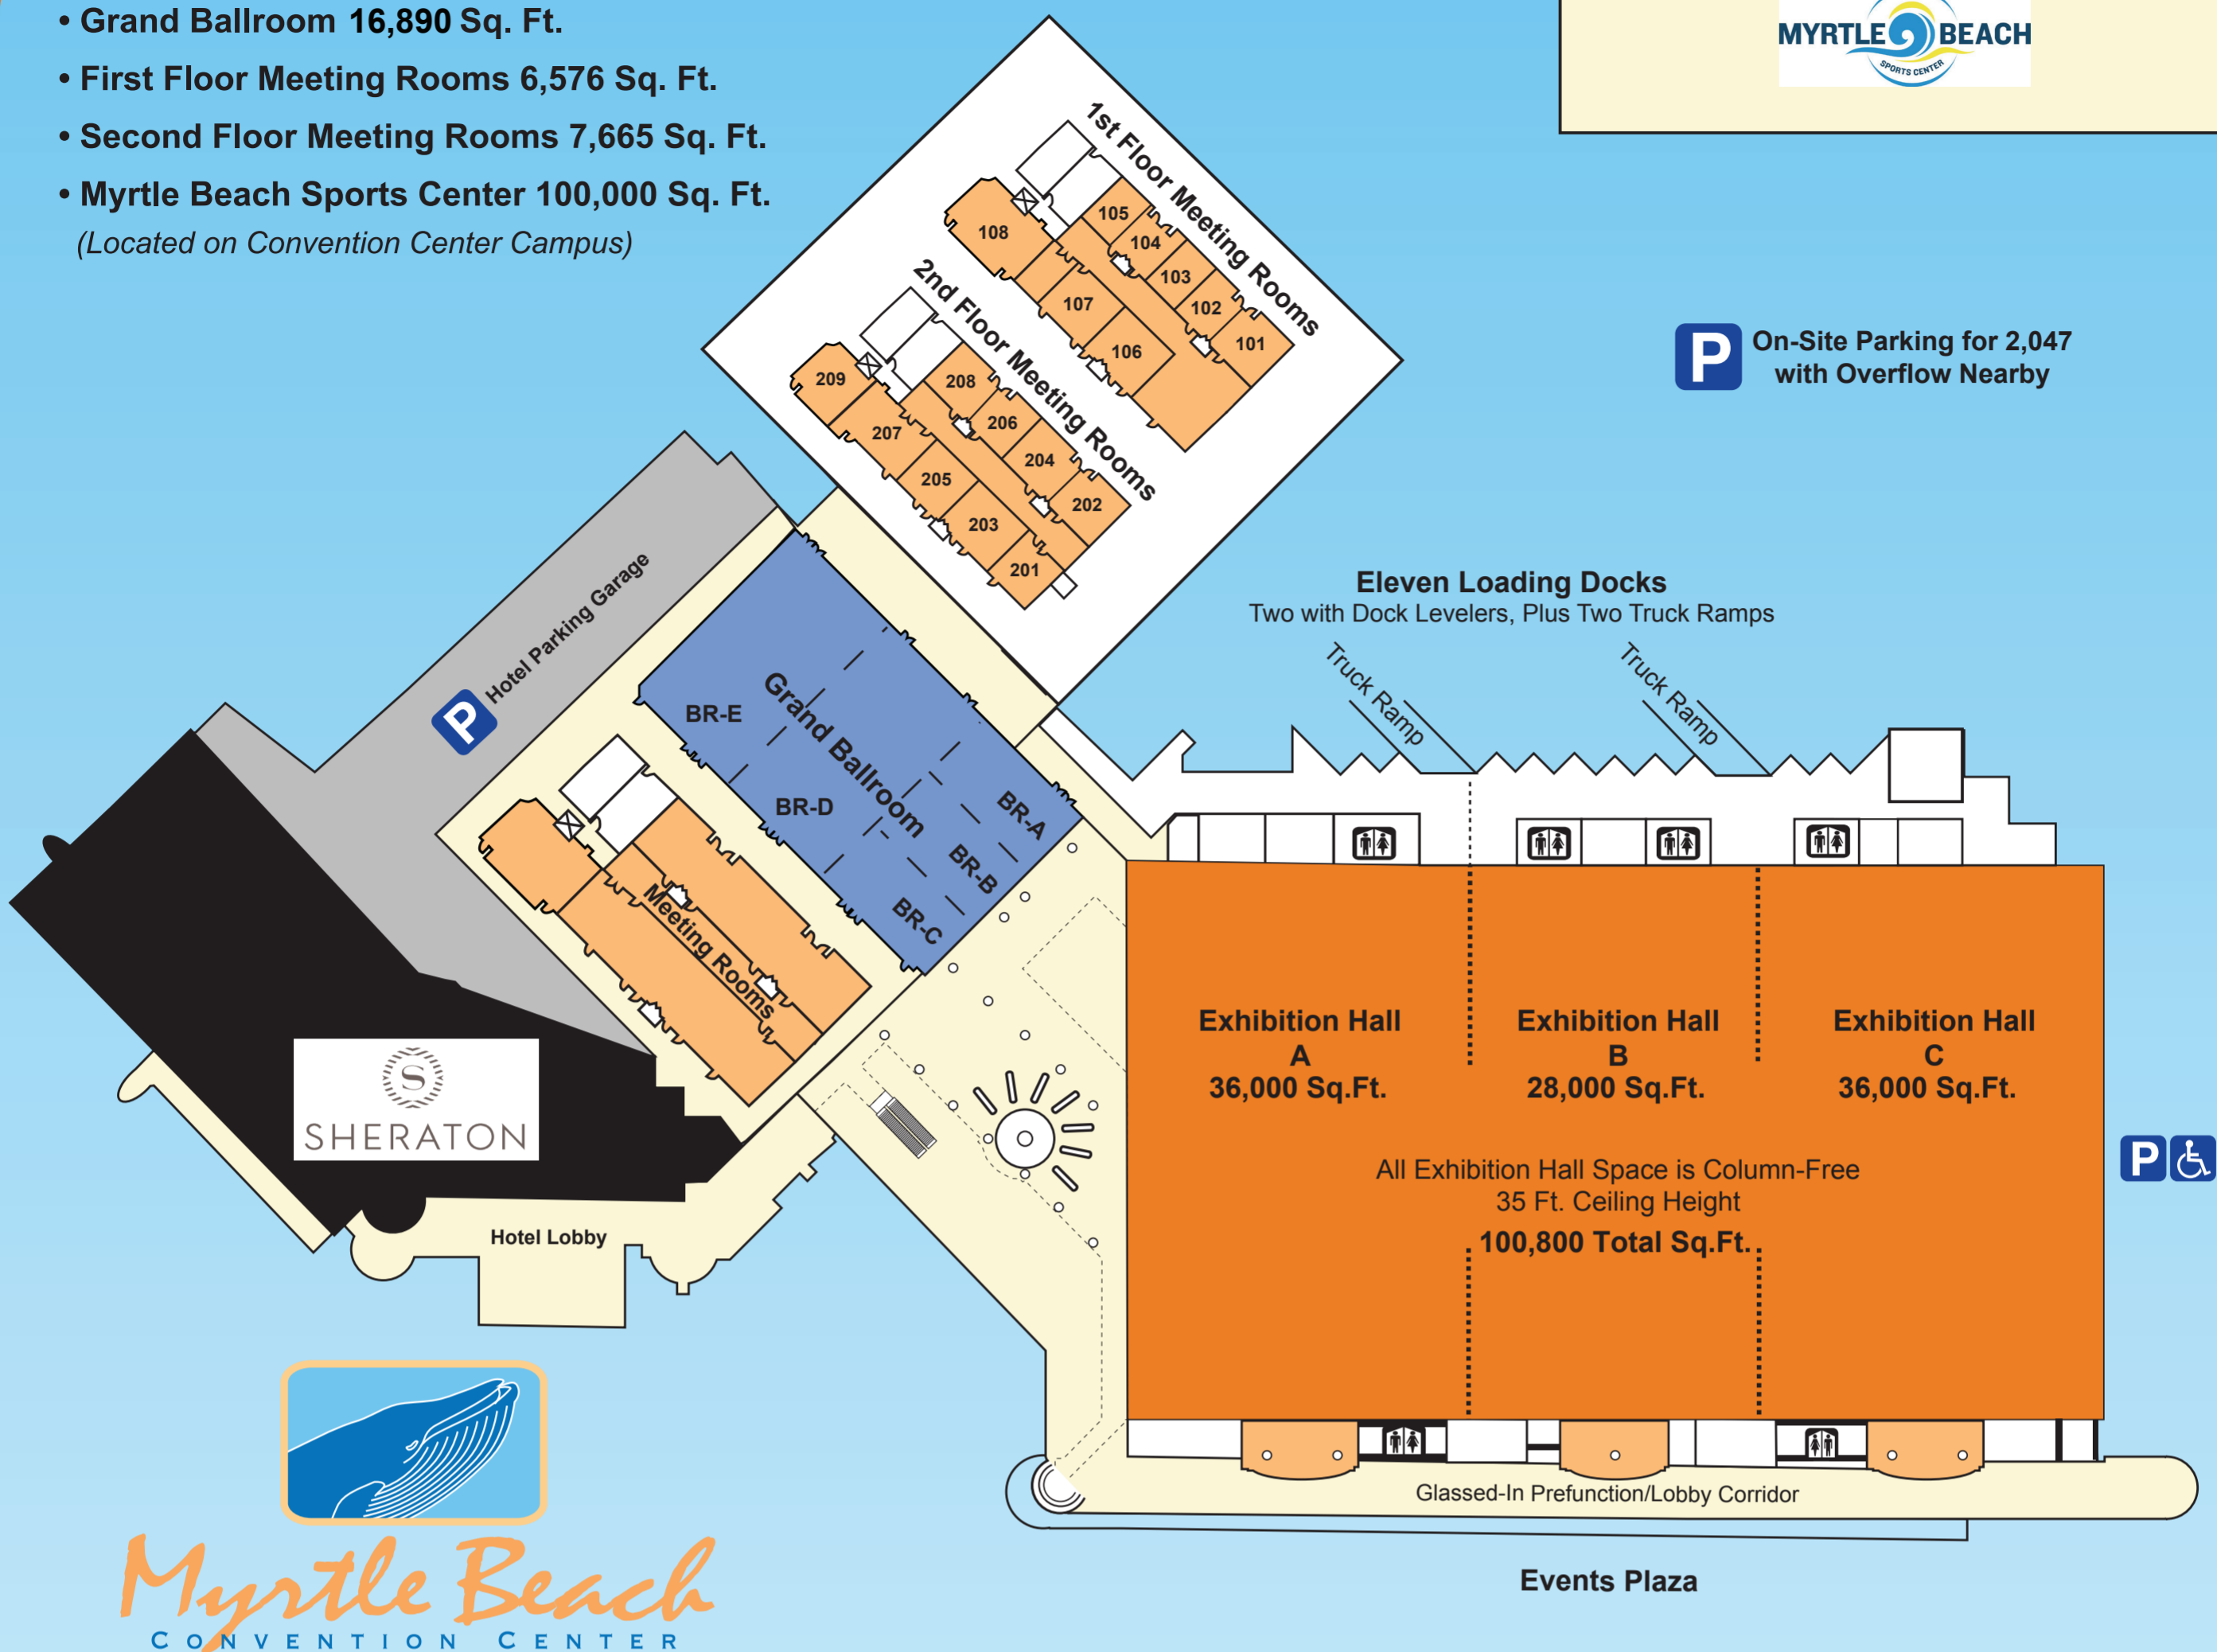 • Grand Ballroom 16,890 Sq. Ft.
• First Floor Meeting Rooms 6,576 Sq. Ft.
• Second Floor Meeting Rooms 7,665 Sq. Ft.
• Myrtle Beach Sports Center 100,000 Sq. Ft.
(Located on Convention Center Campus)
MYRTLE BEACH
SPORTS CENTER
1st Floor Meeting Rooms
105
104
103
102
101
108
107
106
2nd Floor Meeting Rooms
209
208
207
206
205
204
203
202
201
P On-Site Parking for 2,047
with Overflow Nearby
Eleven Loading Docks
Two with Dock Levelers, Plus Two Truck Ramps
Truck Ramp
Truck Ramp
P Hotel Parking Garage
Grand Ballroom
BR-E
BR-D
BR-A
BR-B
BR-C
Meeting Rooms
S
SHERATON
Hotel Lobby
Exhibition Hall
A
36,000 Sq.Ft.
Exhibition Hall
B
28,000 Sq.Ft.
Exhibition Hall
C
36,000 Sq.Ft.
All Exhibition Hall Space is Column-Free
35 Ft. Ceiling Height
100,800 Total Sq.Ft.
P
Glassed-In Prefunction/Lobby Corridor
Events Plaza
Myrtle Beach
CONVENTION CENTER